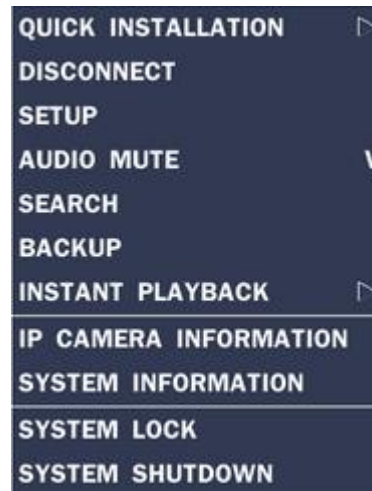 QUICK INSTALLATION
DISCONNECT
SETUP
AUDIO MUTE
SEARCH
BACKUP
INSTANT PLAYBACK
IP CAMERA INFORMATION
SYSTEM INFORMATION
SYSTEM LOCK
SYSTEM SHUTDOWN